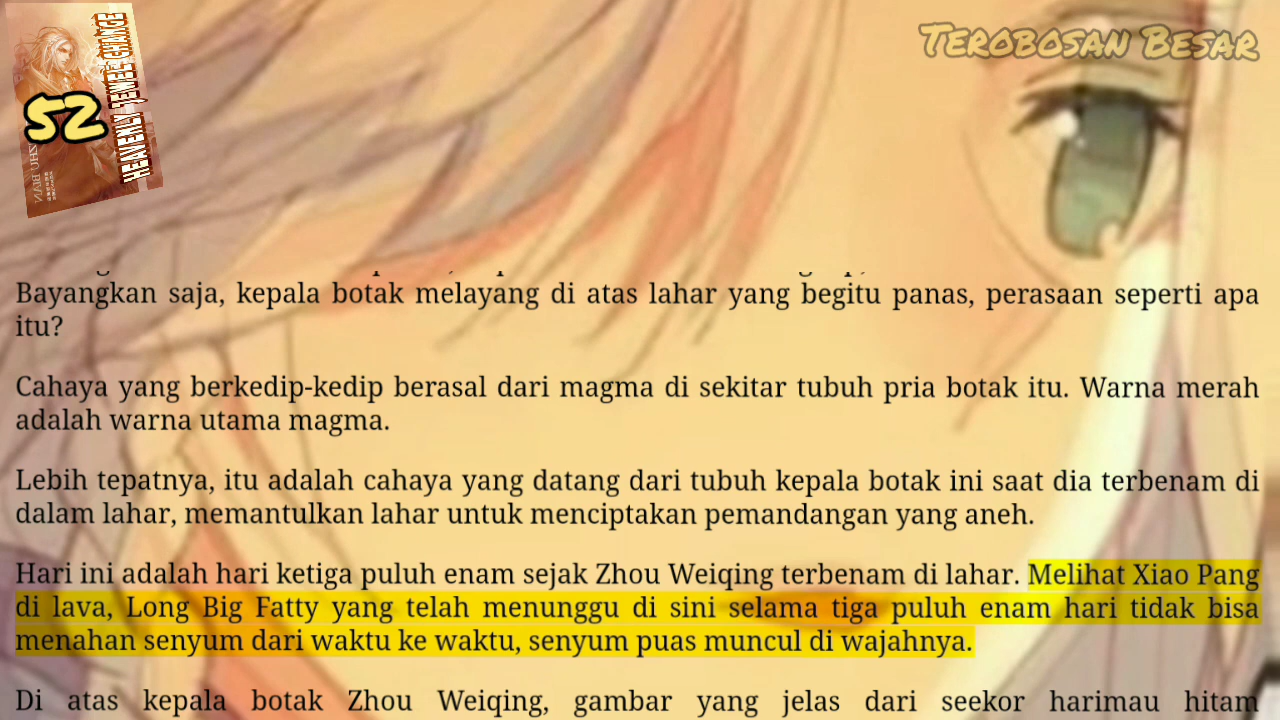 TEROBOSAN BESAR
52
HEAVENLY JEWEL CHANGE
Bayangkan saja, kepala botak melayang di atas lahar yang begitu panas, perasaan seperti apa
itu?
Cahaya yang berkedip-kedip berasal dari magma di sekitar tubuh pria botak itu. Warna merah
adalah warna utama magma.
Lebih tepatnya, itu adalah cahaya yang datang dari tubuh kepala botak ini saat dia terbenam di
dalam lahar, memantulkan lahar untuk menciptakan pemandangan yang aneh.
Hari ini adalah hari ketiga puluh enam sejak Zhou Weiqing terbenam di lahar. Melihat Xiao Pang
di lava, Long Big Fatty yang telah menunggu di sini selama tiga puluh enam hari tidak bisa
menahan senyum dari waktu ke waktu, senyum puas muncul di wajahnya.
Di atas kepala botak Zhou Weiqing, gambar yang jelas dari seekor harimau hitam